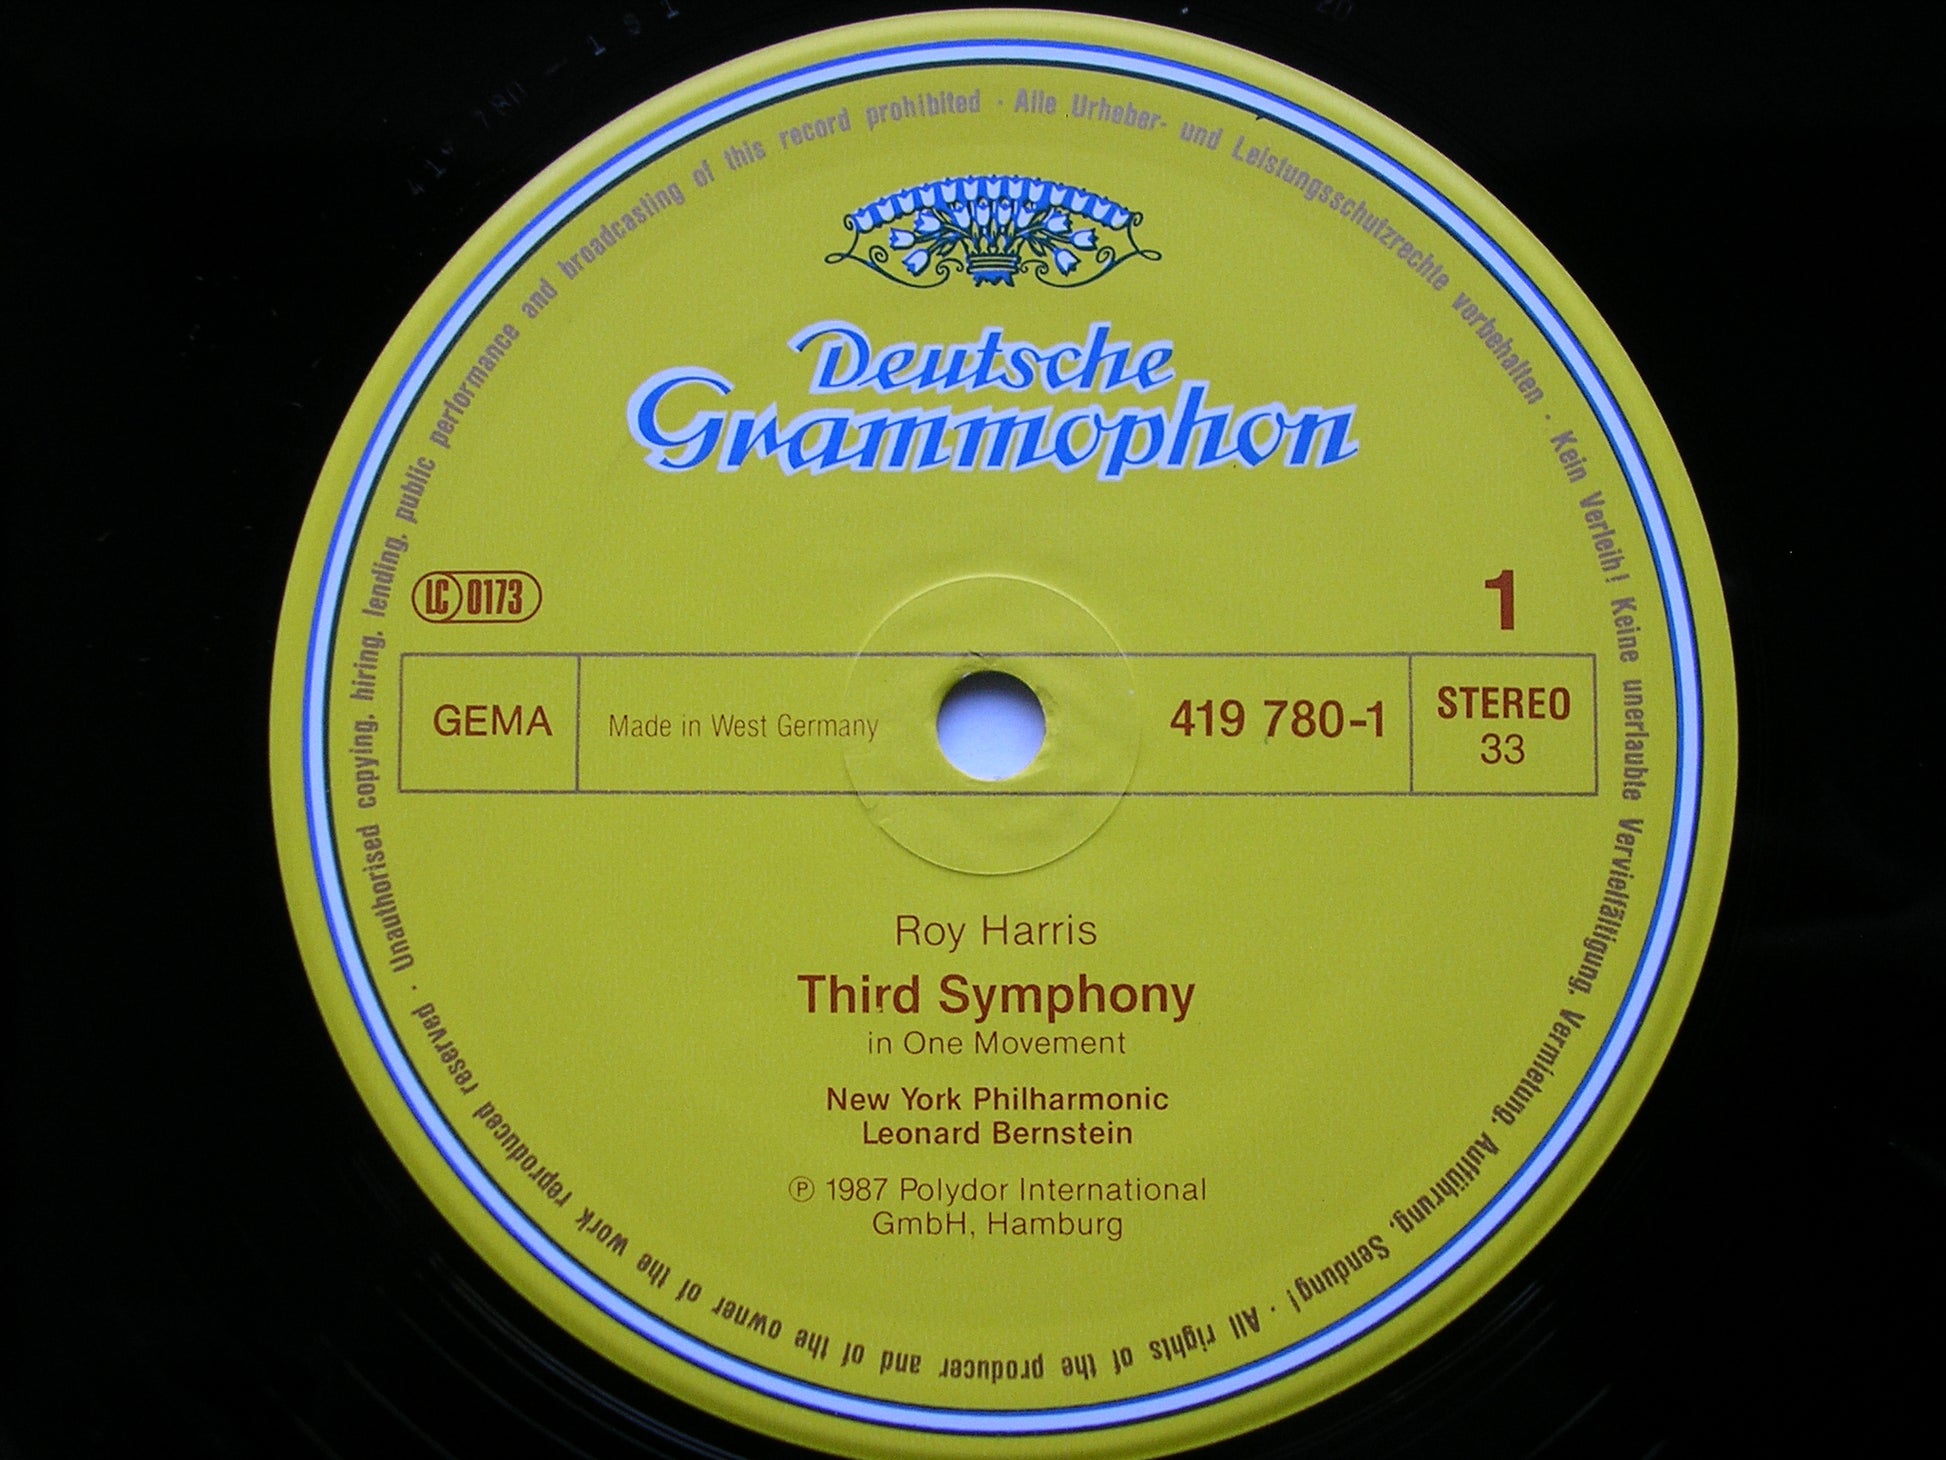 Deutsche
Grammophon
LC 0173
1
GEMA
Made in West Germany
419 780-1
STEREO
33
Roy Harris
Third Symphony
in One Movement
New York Philharmonic
Leonard Bernstein
℗ 1987 Polydor International
GmbH, Hamburg
Alle Urheber- und Leistungsschutzrechte vorbehalten · Kein Verleih! Keine unerlaubte Vervielfältigung, Vermietung, Aufführung, Sendung! · All rights of the producer and of the owner of the work reproduced reserved · Unauthorised copying, hiring, lending, public performance and broadcasting of this record prohibited ·